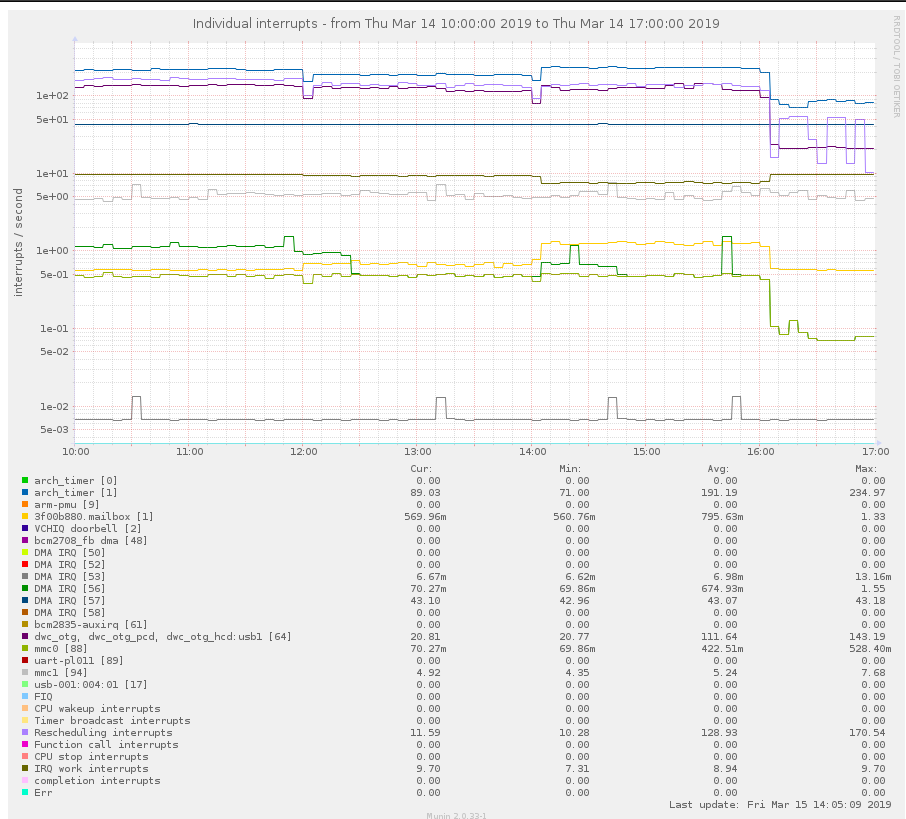 Individual interrupts - from Thu Mar 14 10:00:00 2019 to Thu Mar 14 17:00:00 2019
RRDTOOL / TOBI OETIKER
interrupts / second
1e+02
5e+01
1e+01
5e+00
1e+00
5e-01
1e-01
5e-02
1e-02
5e-03
10:00 11:00 12:00 13:00 14:00 15:00 16:00 17:00
Cur: Min: Avg: Max:
arch_timer [0] 0.00 0.00 0.00 0.00
arch_timer [1] 89.03 71.00 191.19 234.97
arm-pmu [9] 0.00 0.00 0.00 0.00
3f00b880.mailbox [1] 569.96m 560.76m 795.63m 1.33
VCHIQ doorbell [2] 0.00 0.00 0.00 0.00
bcm2708_fb dma [48] 0.00 0.00 0.00 0.00
DMA IRQ [50] 0.00 0.00 0.00 0.00
DMA IRQ [52] 0.00 0.00 0.00 0.00
DMA IRQ [53] 6.67m 6.62m 6.98m 13.16m
DMA IRQ [56] 70.27m 69.86m 674.93m 1.55
DMA IRQ [57] 43.10 42.96 43.07 43.18
DMA IRQ [58] 0.00 0.00 0.00 0.00
bcm2835-auxirq [61] 0.00 0.00 0.00 0.00
dwc_otg, dwc_otg_pcd, dwc_otg_hcd:usb1 [64] 20.81 20.77 111.64 143.19
mmc0 [88] 70.27m 69.86m 422.51m 528.40m
uart-pl011 [89] 0.00 0.00 0.00 0.00
mmc1 [94] 4.92 4.35 5.24 7.68
usb-001:004:01 [17] 0.00 0.00 0.00 0.00
FIQ 0.00 0.00 0.00 0.00
CPU wakeup interrupts 0.00 0.00 0.00 0.00
Timer broadcast interrupts 0.00 0.00 0.00 0.00
Rescheduling interrupts 11.59 10.28 128.93 170.54
Function call interrupts 0.00 0.00 0.00 0.00
CPU stop interrupts 0.00 0.00 0.00 0.00
IRQ work interrupts 9.70 7.31 8.94 9.70
completion interrupts 0.00 0.00 0.00 0.00
Err 0.00 0.00 0.00 0.00
Last update: Fri Mar 15 14:05:09 2019
Munin 2.0.33-1